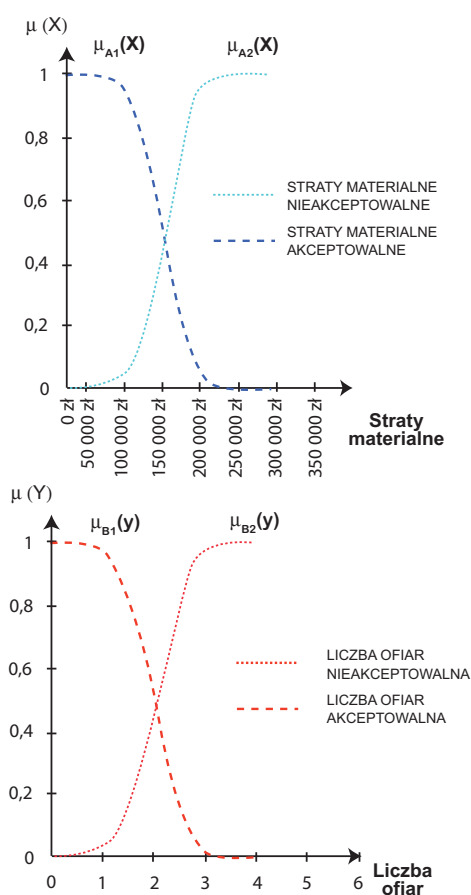 μ (X)
μA1(X)
μA2(X)
1
0,8
0,6
0,4
0,2
0
STRATY MATERIALNE
NIEAKCEPTOWALNE
STRATY MATERIALNE
AKCEPTOWALNE
0 zł
50 000 zł
100 000 zł
150 000 zł
200 000 zł
250 000 zł
300 000 zł
350 000 zł
Straty
materialne
μ (Y)
μB1(y)
μB2(y)
1
0,8
0,6
0,4
0,2
0
LICZBA OFIAR
NIEAKCEPTOWALNA
LICZBA OFIAR
AKCEPTOWALNA
0 1 2 3 4 5 6
Liczba
ofiar